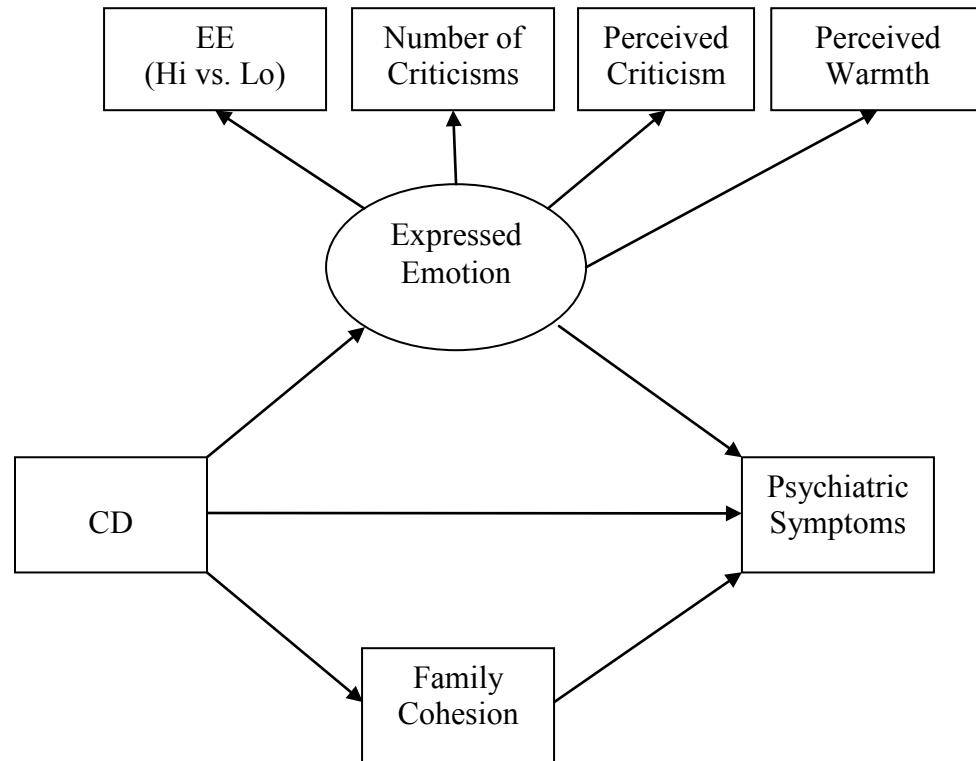 EE
(Hi vs. Lo)
Number of
Criticisms
Perceived
Criticism
Perceived
Warmth
Expressed
Emotion
CD
Psychiatric
Symptoms
Family
Cohesion